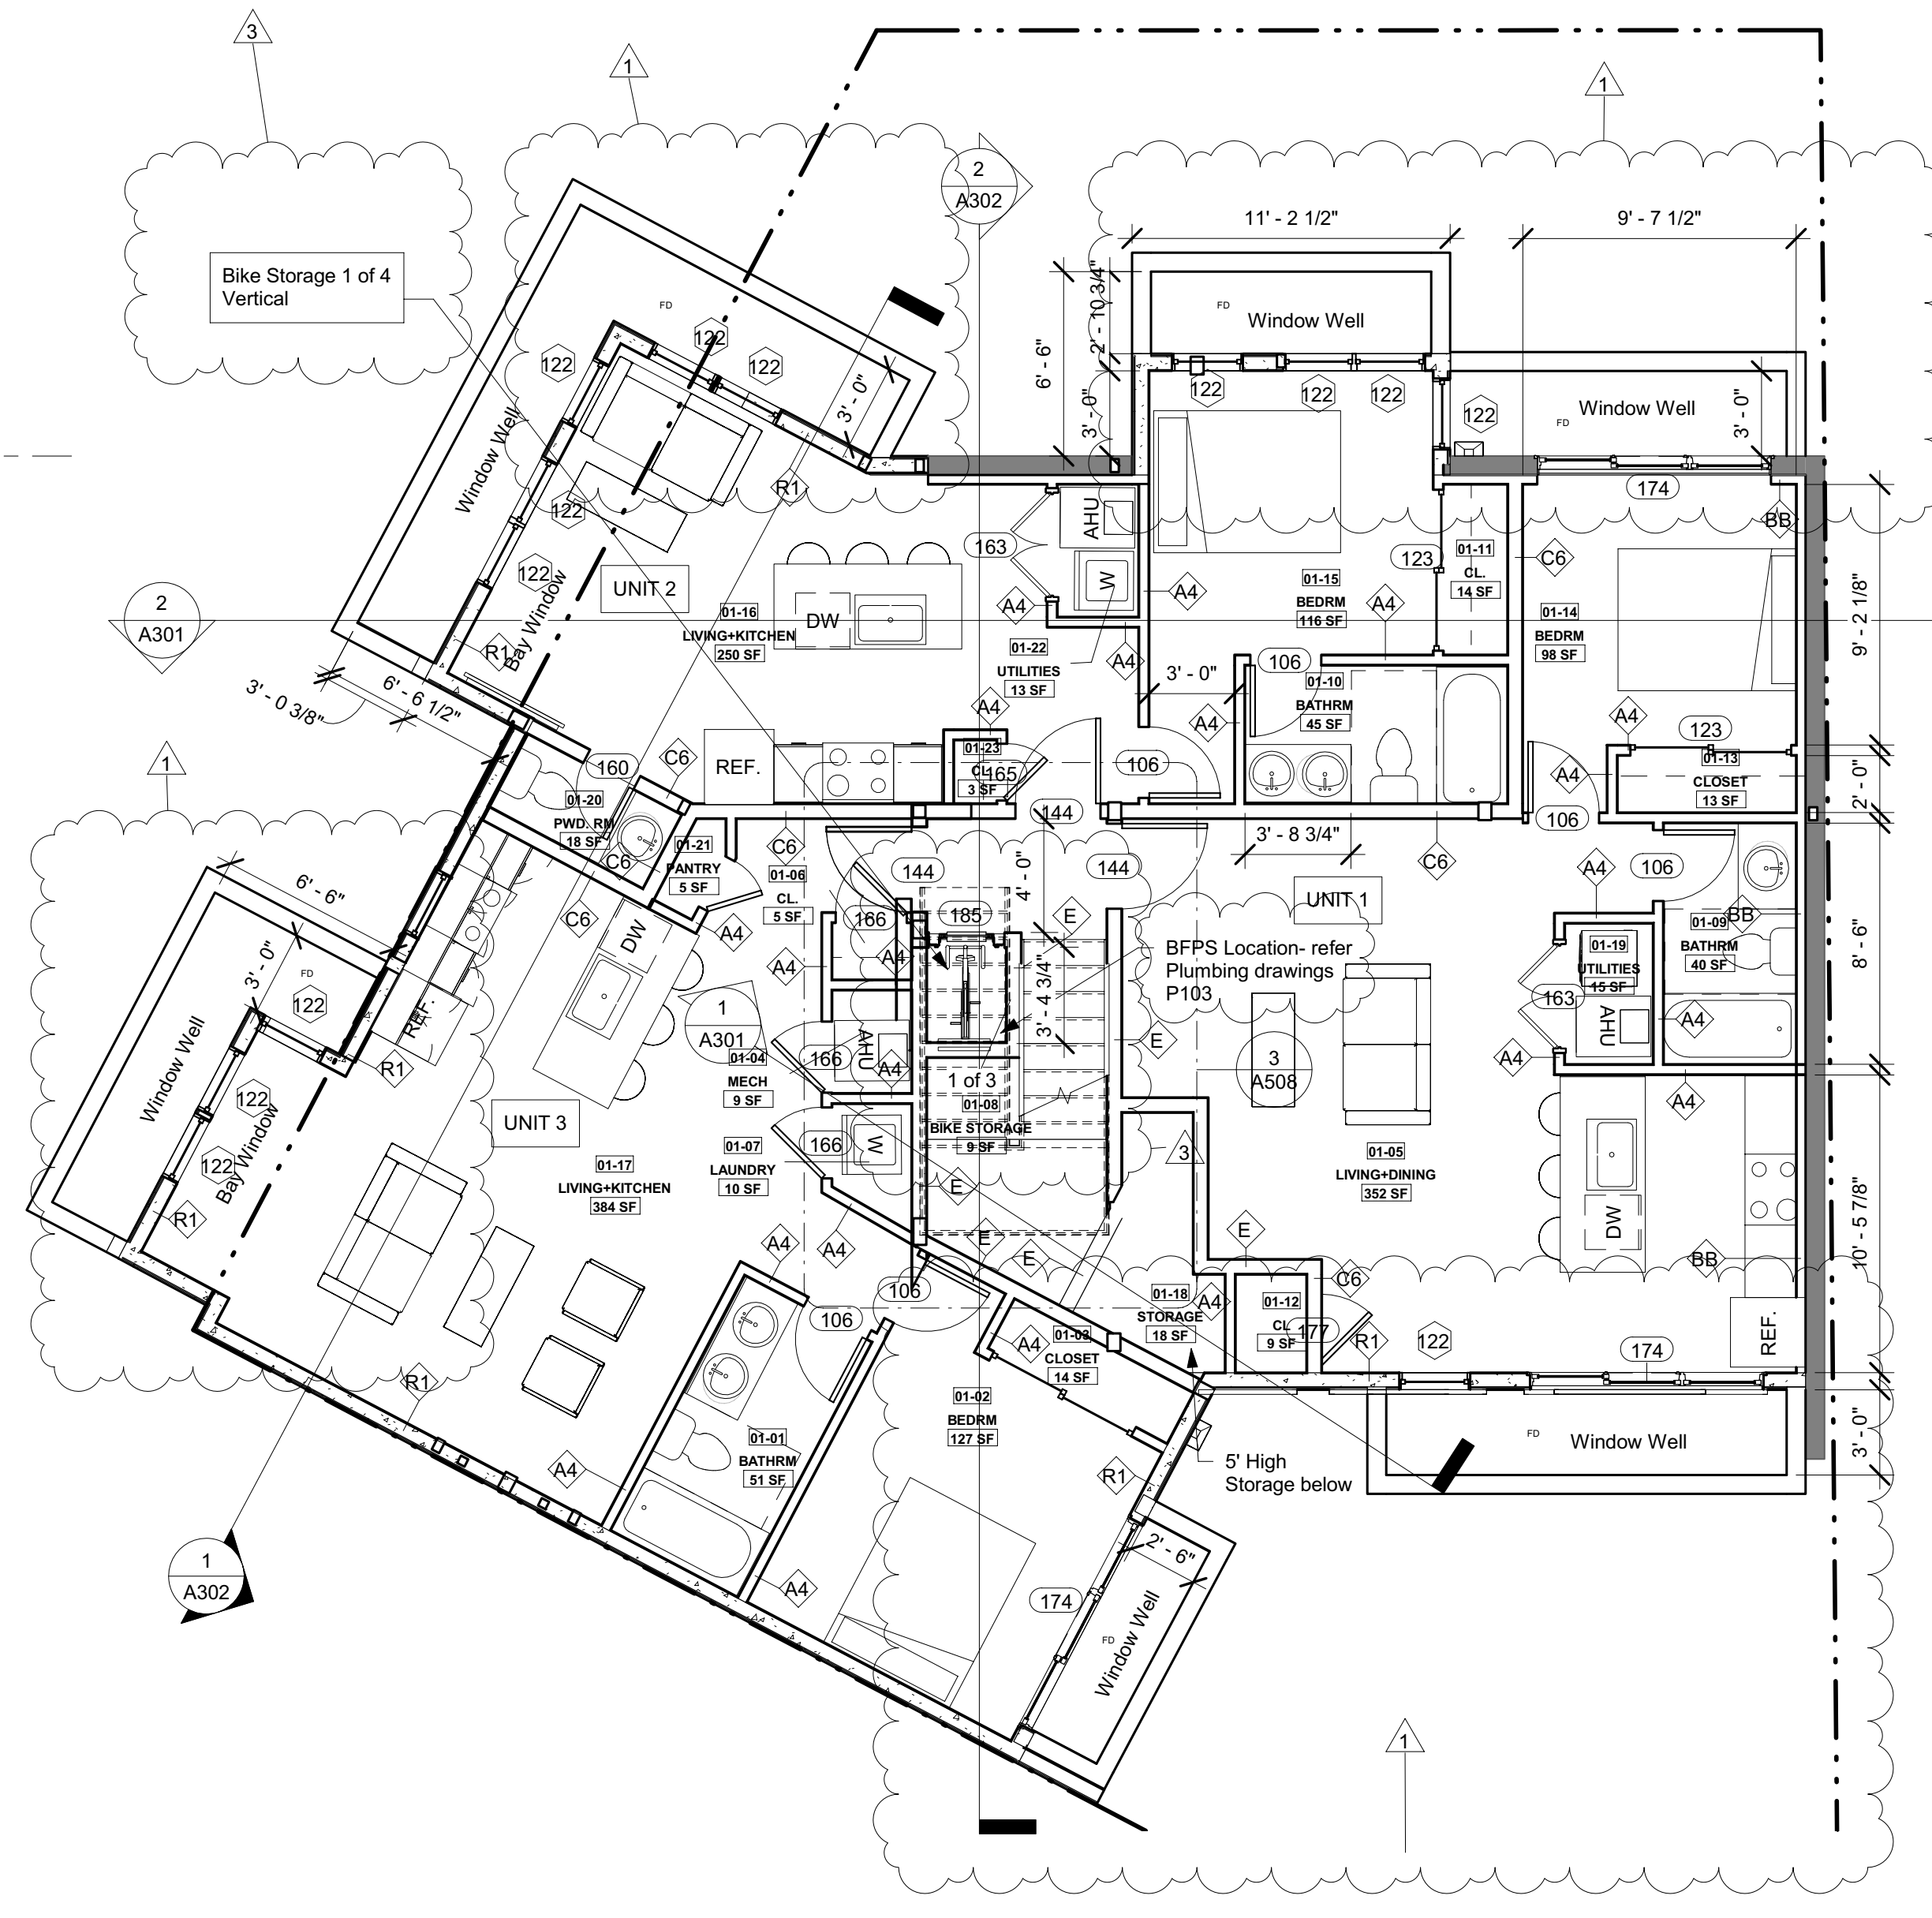 3
1
1
2
A302
11' - 2 1/2"
9' - 7 1/2"
Bike Storage 1 of 4
Vertical
FD
122
122
122
6' - 6"
2' - 10 3/4"
3' - 0"
FD
Window Well
122
122
122
122
Window Well
FD
3' - 0"
3' - 0"
Window Well
R1
174
BB
122
122
Bay Window
R1
163
AHU
W
A4
A4
123
01-11
CL.
14 SF
C6
2
A301
UNIT 2
01-16
LIVING+KITCHEN
250 SF
DW
01-22
UTILITIES
13 SF
A4
01-15
BEDRM
116 SF
A4
01-14
BEDRM
98 SF
9' - 2 1/8"
3' - 0 3/8"
6' - 6 1/2"
3' - 0"
106
01-10
BATHRM
45 SF
A4
A4
A4
123
01-13
CLOSET
13 SF
A4
2' - 0"
1
160
C6
REF.
01-23
CL.
3 SF
165
106
144
106
01-20
PWD. RM
18 SF
C6
01-21
PANTRY
5 SF
C6
01-06
CL.
5 SF
144
4' - 0"
144
3' - 8 3/4"
C6
A4
106
6' - 6"
3' - 0"
FD
122
C6
DW
A4
166
185
E
UNIT 1
BB
01-09
BATHRM
40 SF
8' - 6"
A4
A4
BFPS Location- refer
Plumbing drawings
P103
01-19
UTILITIES
15 SF
163
AHU
A4
A4
Window Well
REF.
R1
1
A301
01-04
MECH
9 SF
166
AHU
A4
3' - 4 3/4"
E
3
A508
A4
122
Bay Window
122
R1
UNIT 3
01-17
LIVING+KITCHEN
384 SF
01-07
LAUNDRY
10 SF
166
W
1 of 3
01-08
BIKE STORAGE
9 SF
E
3
01-05
LIVING+DINING
352 SF
DW
BB
10' - 5 7/8"
A4
A4
E
E
E
106
106
01-18
STORAGE
18 SF
A4
01-12
CL
9 SF
C6
177
R1
122
174
REF.
R1
A4
01-03
CLOSET
14 SF
01-02
BEDRM
127 SF
01-01
BATHRM
51 SF
A4
R1
5' High
Storage below
FD
Window Well
3' - 0"
1
A302
A4
174
2' - 6"
FD
Window Well
1